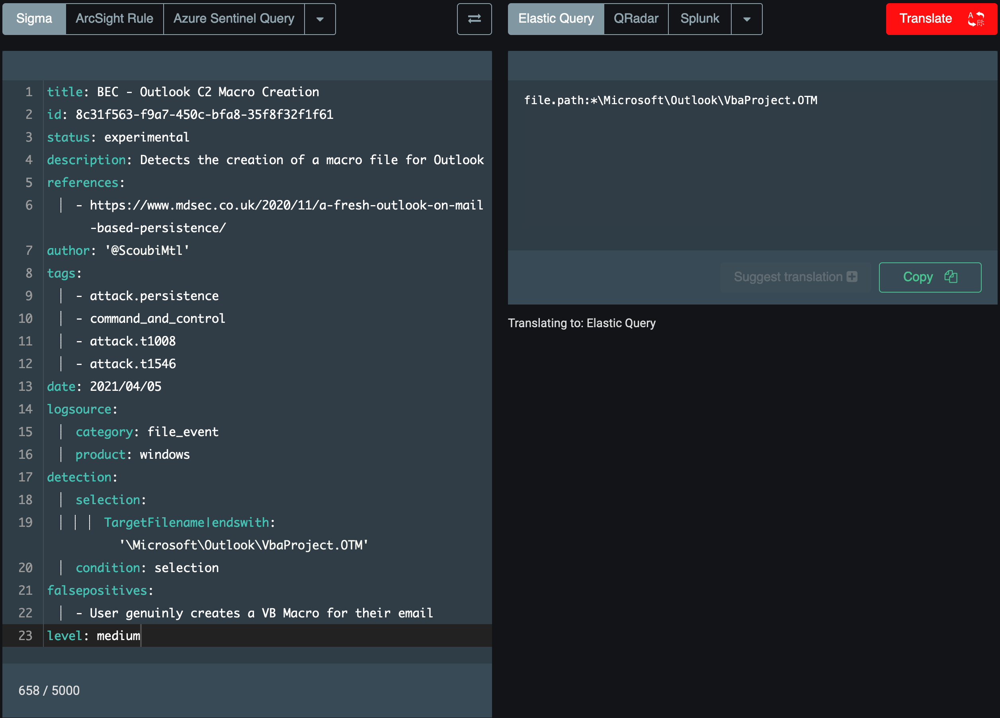 Sigma
ArcSight Rule
Azure Sentinel Query
Elastic Query
QRadar
Splunk
Translate
A
际
1 title: BEC - Outlook C2 Macro Creation
2 id: 8c31f563-f9a7-450c-bfa8-35f8f32f1f61
3 status: experimental
4 description: Detects the creation of a macro file for Outlook
5 references:
6 - https://www.mdsec.co.uk/2020/11/a-fresh-outlook-on-mail
-based-persistence/
7 author: '@ScoubiMtl'
8 tags:
9 - attack.persistence
10 - command_and_control
11 - attack.t1008
12 - attack.t1546
13 date: 2021/04/05
14 logsource:
15 category: file_event
16 product: windows
17 detection:
18 selection:
19 TargetFilename|endswith:
'\Microsoft\Outlook\VbaProject.OTM'
20 condition: selection
21 falsepositives:
22 - User genuinly creates a VB Macro for their email
23 level: medium
658 / 5000
file.path:*\Microsoft\Outlook\VbaProject.OTM
Suggest translation
Copy
Translating to: Elastic Query